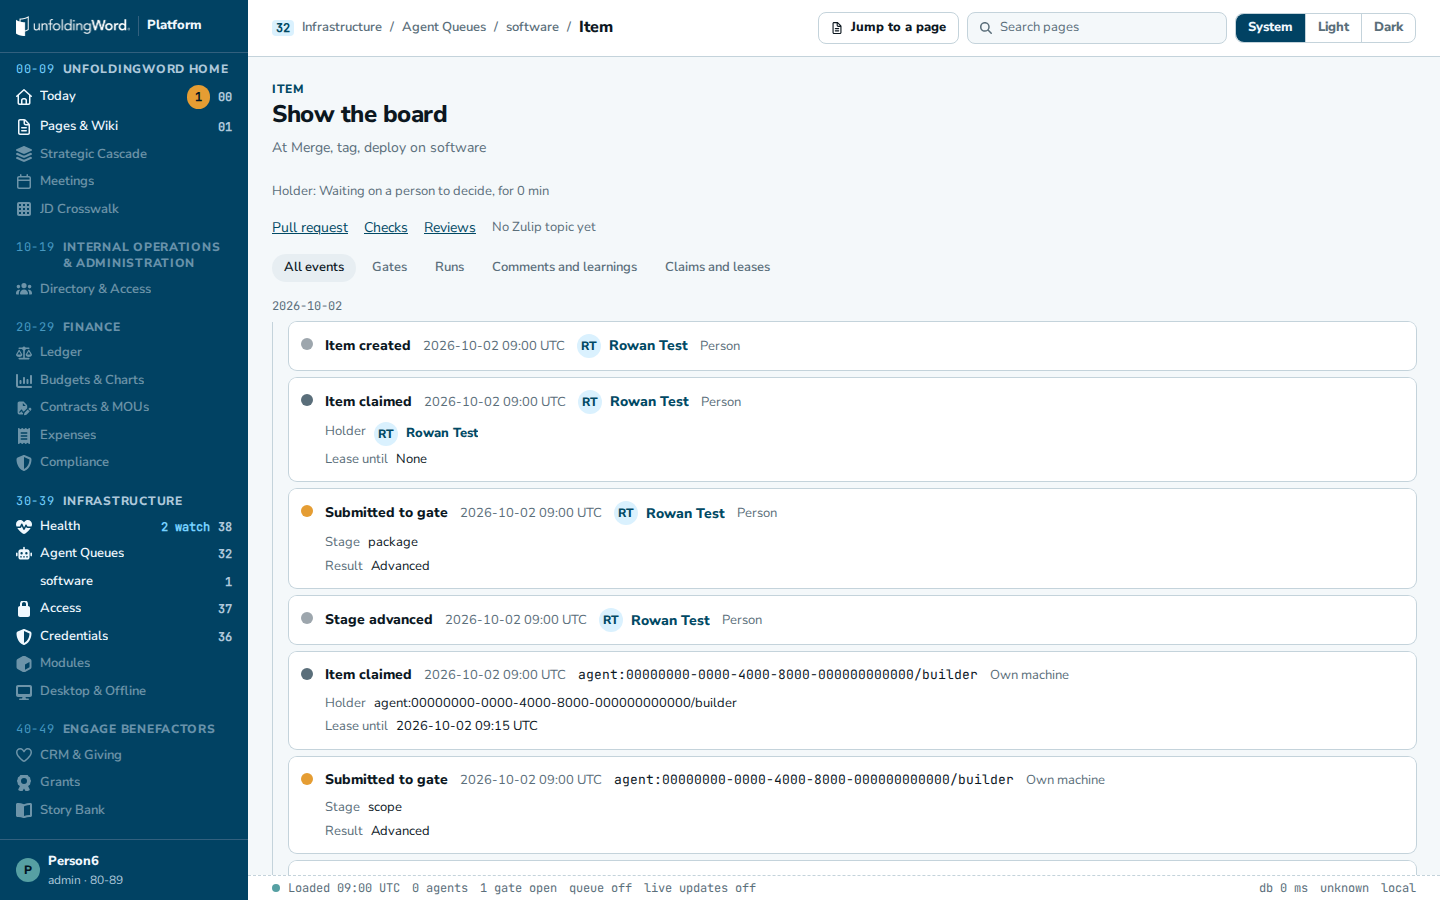 unfoldingWord® Platform
00-09 UNFOLDINGWORD HOME
Today 1 00
Pages & Wiki 01
Strategic Cascade
Meetings
JD Crosswalk
10-19 INTERNAL OPERATIONS
& ADMINISTRATION
Directory & Access
20-29 FINANCE
Ledger
Budgets & Charts
Contracts & MOUs
Expenses
Compliance
30-39 INFRASTRUCTURE
Health 2 watch 38
Agent Queues 32
software 1
Access 37
Credentials 36
Modules
Desktop & Offline
40-49 ENGAGE BENEFACTORS
CRM & Giving
Grants
Story Bank
P Person6
admin · 80-89
32 Infrastructure / Agent Queues / software / Item
Jump to a page
Search pages
System Light Dark
ITEM
Show the board
At Merge, tag, deploy on software
Holder: Waiting on a person to decide, for 0 min
Pull request Checks Reviews No Zulip topic yet
All events Gates Runs Comments and learnings Claims and leases
2026-10-02
Item created 2026-10-02 09:00 UTC RT Rowan Test Person
Item claimed 2026-10-02 09:00 UTC RT Rowan Test Person
Holder RT Rowan Test
Lease until None
Submitted to gate 2026-10-02 09:00 UTC RT Rowan Test Person
Stage package
Result Advanced
Stage advanced 2026-10-02 09:00 UTC RT Rowan Test Person
Item claimed 2026-10-02 09:00 UTC agent:00000000-0000-4000-8000-000000000000/builder Own machine
Holder agent:00000000-0000-4000-8000-000000000000/builder
Lease until 2026-10-02 09:15 UTC
Submitted to gate 2026-10-02 09:00 UTC agent:00000000-0000-4000-8000-000000000000/builder Own machine
Stage scope
Result Advanced
Loaded 09:00 UTC 0 agents 1 gate open queue off live updates off
db 0 ms unknown local